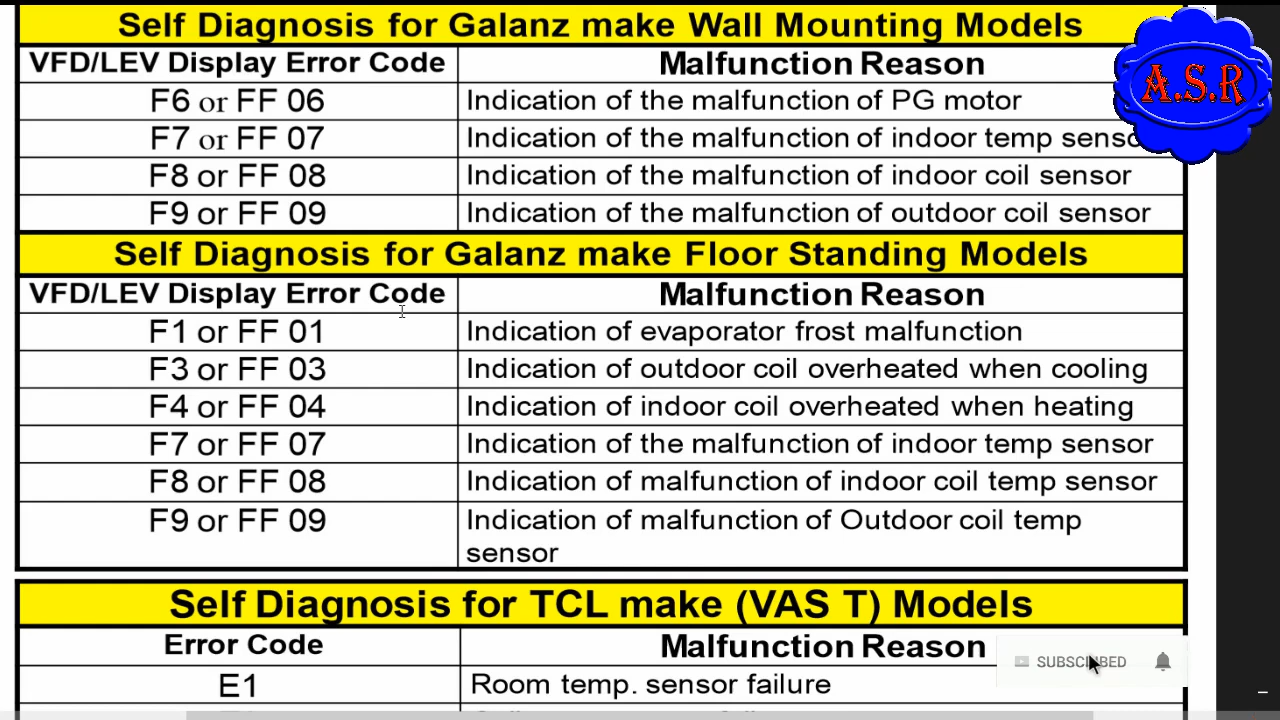 Self Diagnosis for Galanz make Wall Mounting Models
VFD/LEV Display Error Code Malfunction Reason
F6 or FF 06 Indication of the malfunction of PG motor
F7 or FF 07 Indication of the malfunction of indoor temp
F8 or FF 08 Indication of the malfunction of indoor coil sensor
F9 or FF 09 Indication of the malfunction of outdoor coil sensor
A.S.R
Self Diagnosis for Galanz make Floor Standing Models
VFD/LEV Display Error Code Malfunction Reason
F1 or FF 01 Indication of evaporator frost malfunction
F3 or FF 03 Indication of outdoor coil overheated when cooling
F4 or FF 04 Indication of indoor coil overheated when heating
F7 or FF 07 Indication of the malfunction of indoor temp sensor
F8 or FF 08 Indication of malfunction of indoor coil temp sensor
F9 or FF 09 Indication of malfunction of Outdoor coil temp
sensor
Self Diagnosis for TCL make (VAS T) Models
Error Code Malfunction Reason
SUBSCRIBED
E1 Room temp. sensor failure